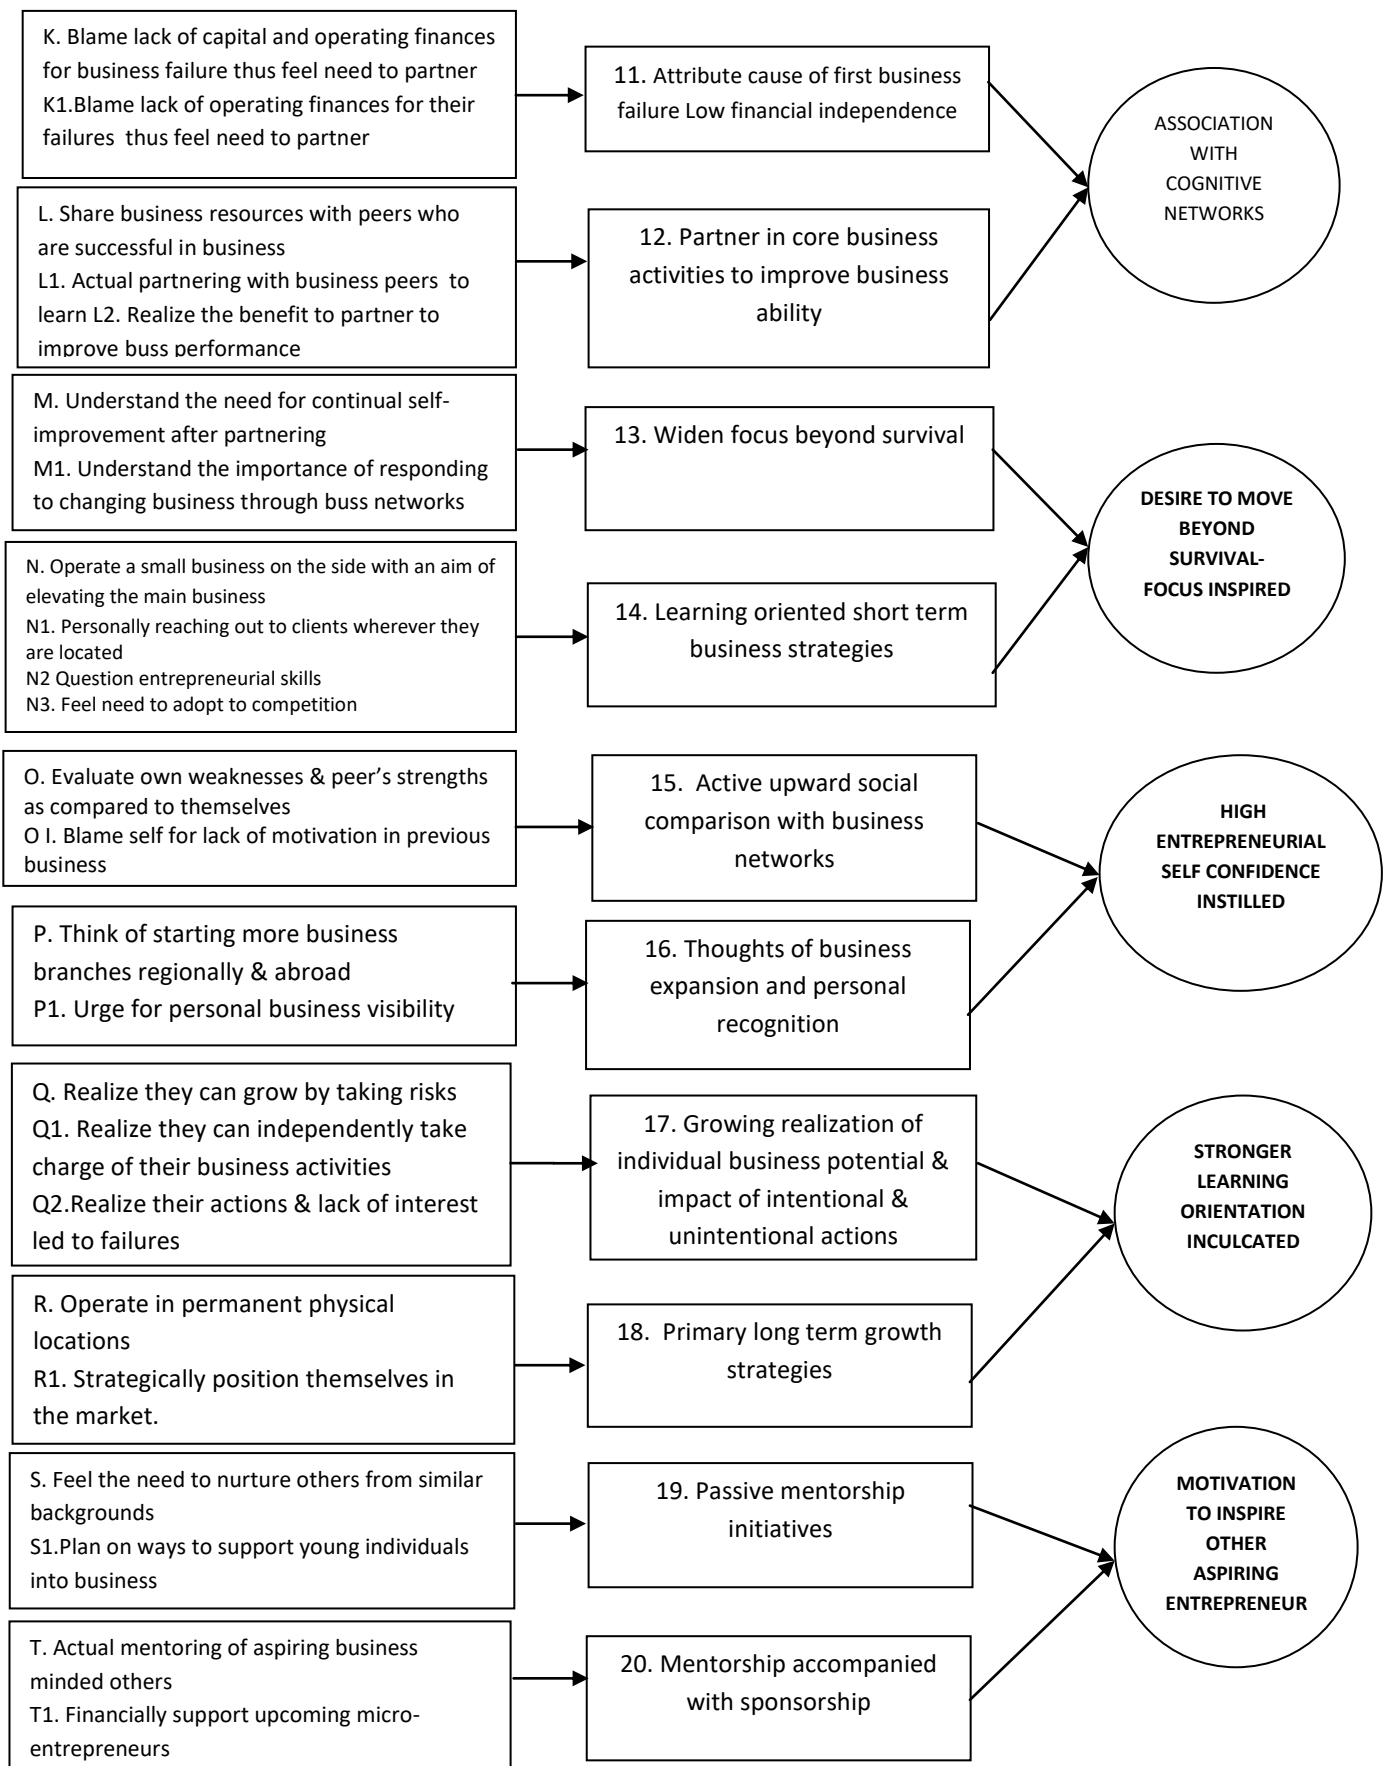 K. Blame lack of capital and operating finances
for business failure thus feel need to partner
K1.Blame lack of operating finances for their
failures thus feel need to partner
11. Attribute cause of first business
failure Low financial independence
ASSOCIATION
WITH
COGNITIVE
NETWORKS
L. Share business resources with peers who
are successful in business
L1. Actual partnering with business peers to
learn L2. Realize the benefit to partner to
improve buss performance
12. Partner in core business
activities to improve business
ability
M. Understand the need for continual self-
improvement after partnering
M1. Understand the importance of responding
to changing business through buss networks
13. Widen focus beyond survival
DESIRE TO MOVE
BEYOND
SURVIVAL-
FOCUS INSPIRED
N. Operate a small business on the side with an aim of
elevating the main business
N1. Personally reaching out to clients wherever they
are located
N2 Question entrepreneurial skills
N3. Feel need to adopt to competition
14. Learning oriented short term
business strategies
O. Evaluate own weaknesses & peer's strengths
as compared to themselves
O I. Blame self for lack of motivation in previous
business
15. Active upward social
comparison with business
networks
HIGH
ENTREPRENEURIAL
SELF CONFIDENCE
INSTILLED
P. Think of starting more business
branches regionally & abroad
P1. Urge for personal business visibility
16. Thoughts of business
expansion and personal
recognition
Q. Realize they can grow by taking risks
Q1. Realize they can independently take
charge of their business activities
Q2.Realize their actions & lack of interest
led to failures
17. Growing realization of
individual business potential &
impact of intentional &
unintentional actions
STRONGER
LEARNING
ORIENTATION
INCULCATED
R. Operate in permanent physical
locations
R1. Strategically position themselves in
the market.
18. Primary long term growth
strategies
S. Feel the need to nurture others from similar
backgrounds
S1.Plan on ways to support young individuals
into business
19. Passive mentorship
initiatives
MOTIVATION
TO INSPIRE
OTHER
ASPIRING
ENTREPRENEUR
T. Actual mentoring of aspiring business
minded others
T1. Financially support upcoming micro-
entrepreneurs
20. Mentorship accompanied
with sponsorship